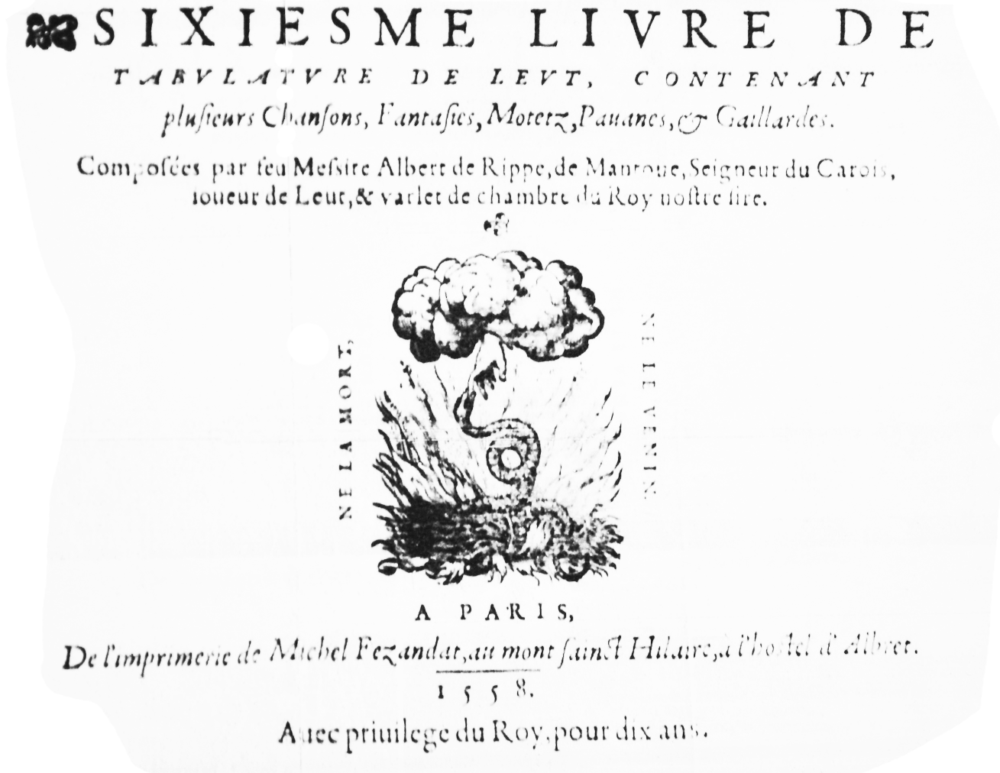 SIXIESME LIVRE DE
TABVLATVRE DE LEVT, CONTENANT
pluſieurs Chanſons, Fantaſies, Motetz, Pauanes, & Gaillardes.
Compoſées par feu Meſsire Albert de Rippe, de Mantoue, Seigneur du Carois,
ioueur de Leut, & varlet de chambre du Roy noſtre ſire.
NE LA MORT,
NE LE VENIN.
A PARIS,
De l'imprimerie de Michel Fezandat, au mont ſainct Hilaire, à l'hoſtel d'Albret.
1558.
Auec priuilege du Roy, pour dix ans.